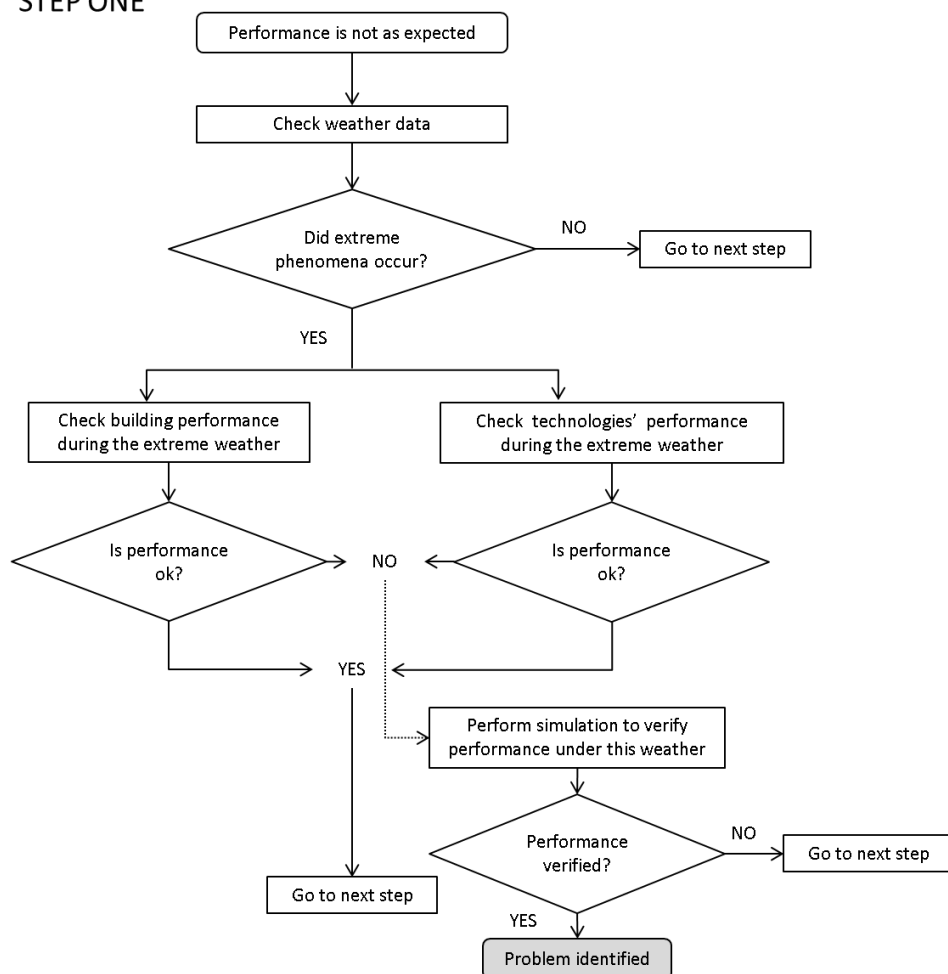 STEP ONE
Performance is not as expected
Check weather data
Did extreme
phenomena occur?
NO
Go to next step
YES
Check building performance
during the extreme weather
Check technologies’ performance
during the extreme weather
Is performance
ok?
NO
Is performance
ok?
YES
Perform simulation to verify
performance under this weather
Performance
verified?
NO
Go to next step
Go to next step
YES
Problem identified